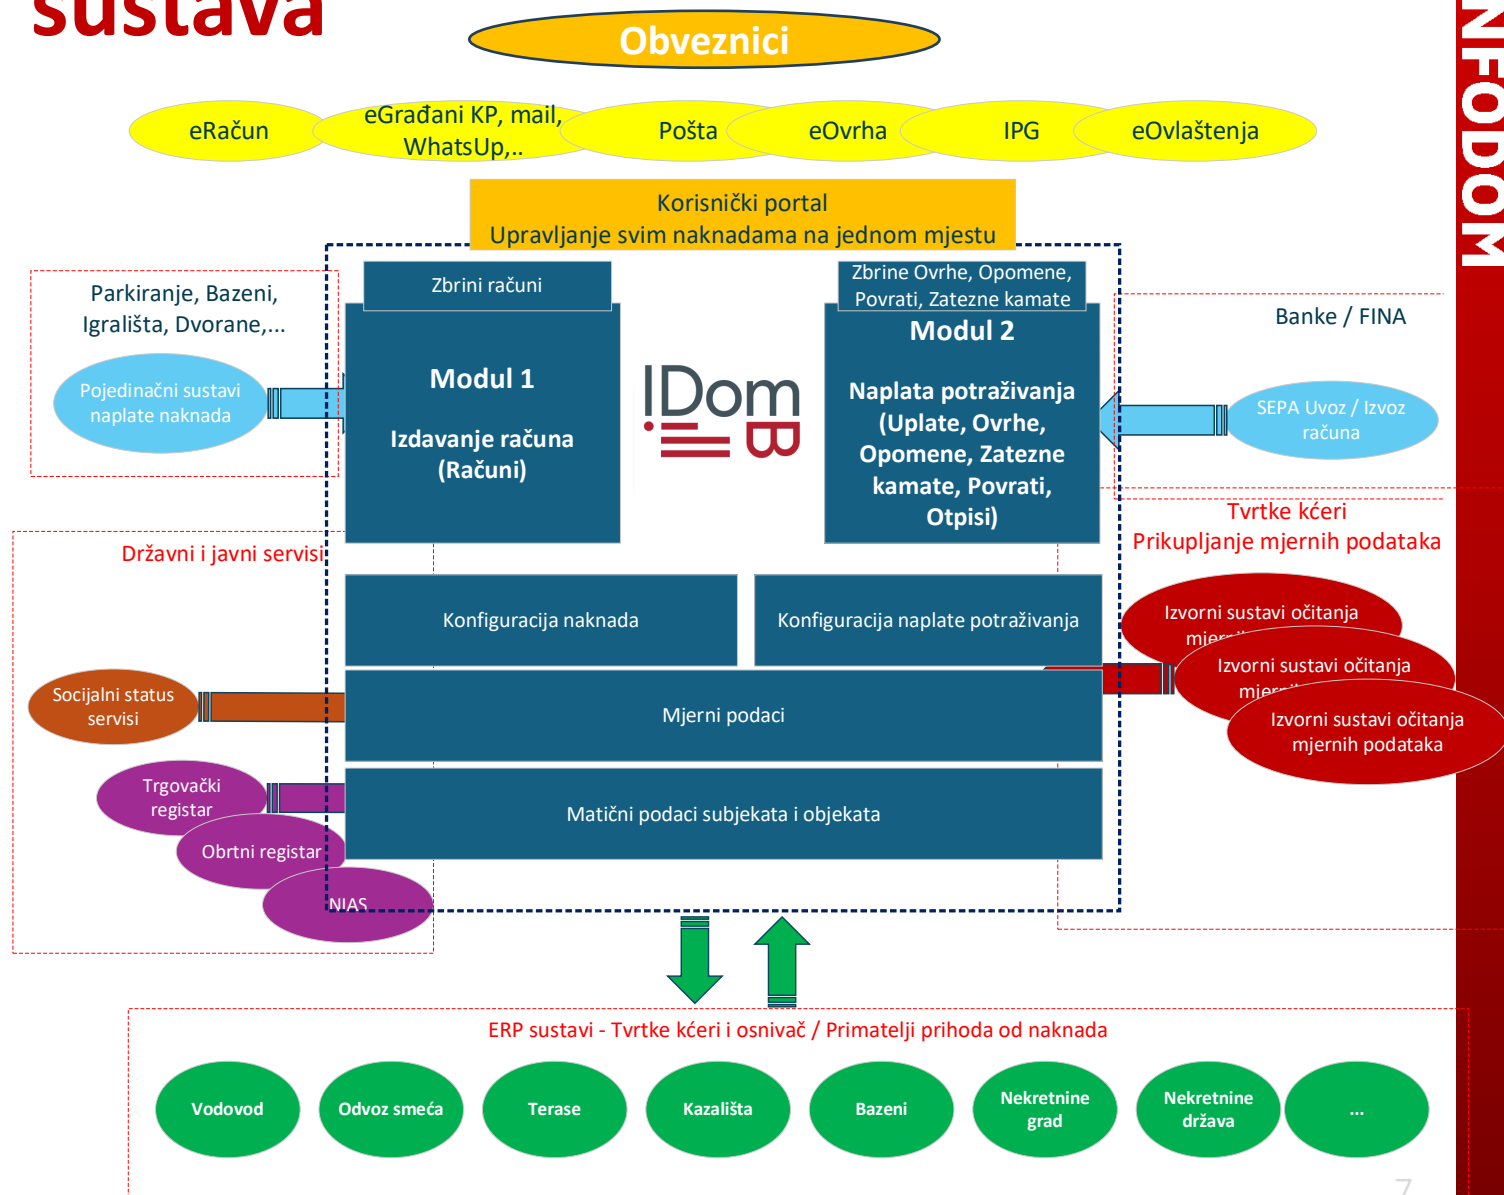 sustava
Obveznici
eRačun
eGrađani KP, mail,
WhatsUp,..
Pošta
eOvrha
IPG
eOvlaštenja
Korisnički portal
Upravljanje svim naknadama na jednom mjestu
Zbrini računi
Zbrine Ovrhe, Opomene,
Povrati, Zatezne kamate
Parkiranje, Bazeni,
Igrališta, Dvorane,...
Pojedinačni sustavi
naplate naknada
Modul 1
Izdavanje računa
(Računi)
IDom
Bill
Modul 2
Naplata potraživanja
(Uplate, Ovrhe,
Opomene, Zatezne
kamate, Povrati,
Otpisi)
Banke / FINA
SEPA Uvoz / Izvoz
računa
Državni i javni servisi
Tvrtke kćeri
Prikupljanje mjernih podataka
Konfiguracija naknada
Konfiguracija naplate potraživanja
Izvorni sustavi očitanja
Izvorni sustavi očitanja
Izvorni sustavi očitanja
mjernih podataka
Socijalni status
servisi
Mjerni podaci
Trgovački
registar
Obrtni registar
NIAS
Matični podaci subjekata i objekata
ERP sustavi - Tvrtke kćeri i osnivač / Primatelji prihoda od naknada
Vodovod
Odvoz smeća
Terase
Kazališta
Bazeni
Nekretnine
grad
Nekretnine
država
...
7
NFODOM